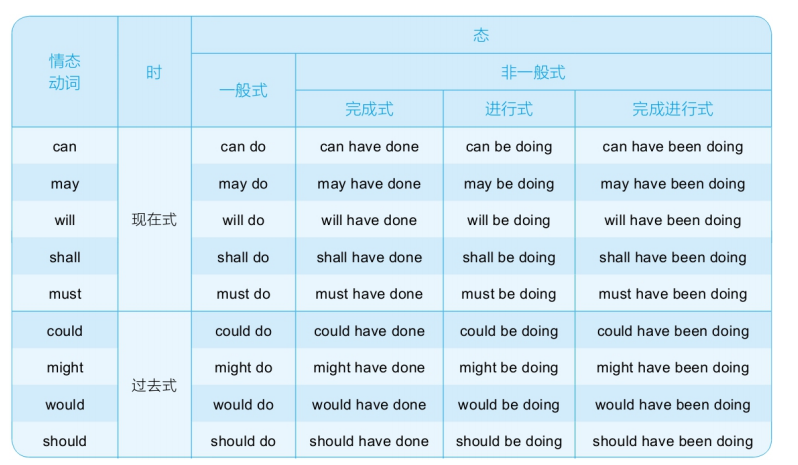 情态动词 时 态
一般式 非一般式
完成式 进行式 完成进行式
can 现在式 can do can have done can be doing can have been doing
may may do may have done may be doing may have been doing
will will do will have done will be doing will have been doing
shall shall do shall have done shall be doing shall have been doing
must must do must have done must be doing must have been doing
could 过去式 could do could have done could be doing could have been doing
might might do might have done might be doing might have been doing
would would do would have done would be doing would have been doing
should should do should have done should be doing should have been doing